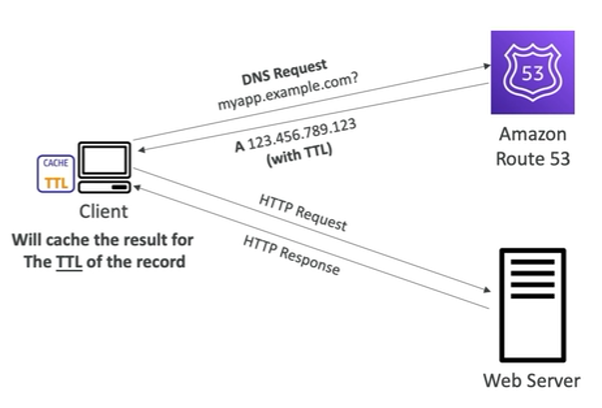 DNS Request
myapp.example.com?
53
Amazon
Route 53
A 123.456.789.123
(with TTL)
CACHE
TTL
Client
Will cache the result for
The TTL of the record
HTTP Request
HTTP Response
Web Server